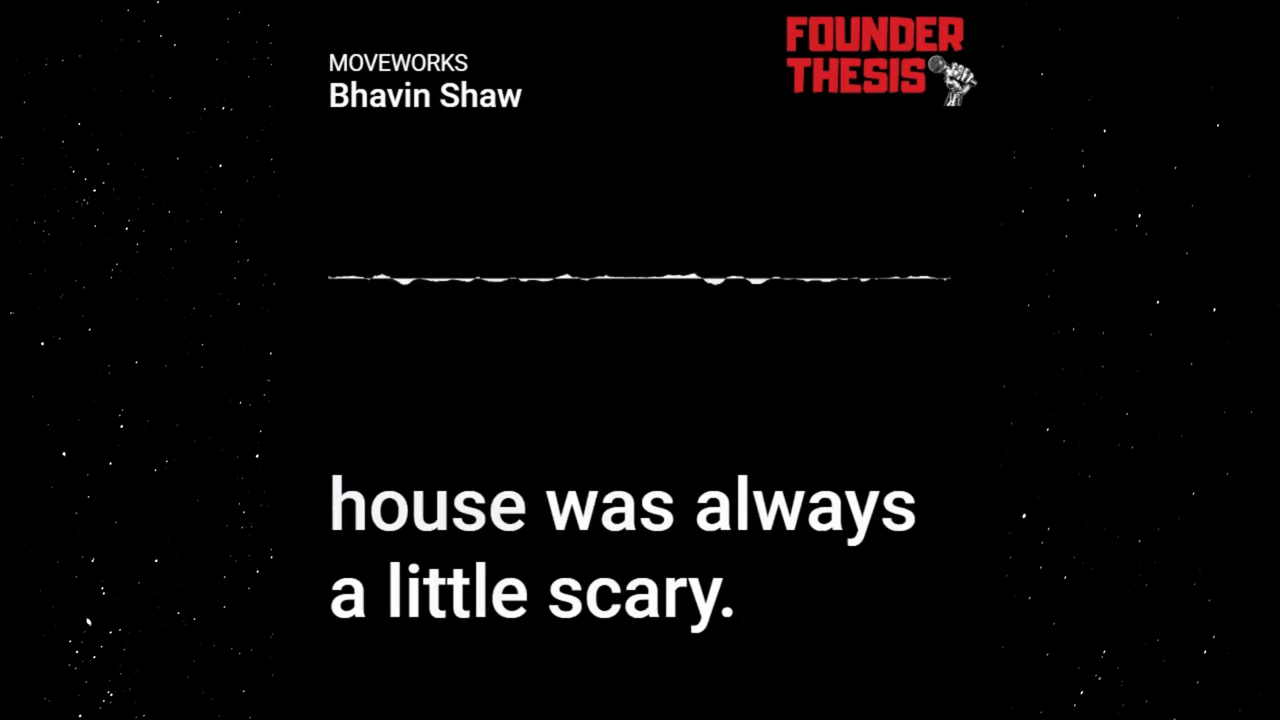 MOVEWORKS
Bhavin Shaw
FOUNDER
THESIS
house was always
a little scary.